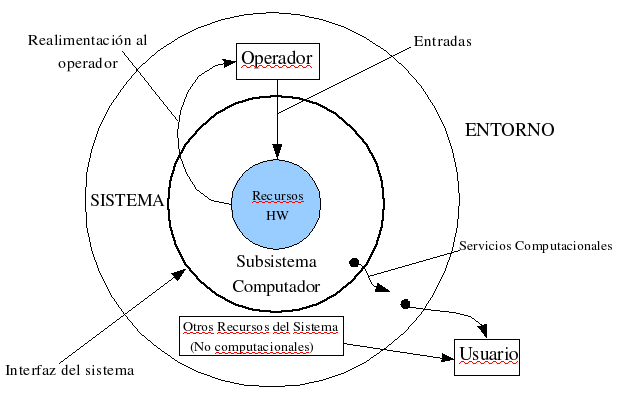 Realimentación al
operador
Operador
Entradas
ENTORNO
SISTEMA
Recursos
HW
Servicios Computacionales
Subsistema
Computador
Otros Recursos del Sistema
(No computacionales)
Usuario
Interfaz del sistema